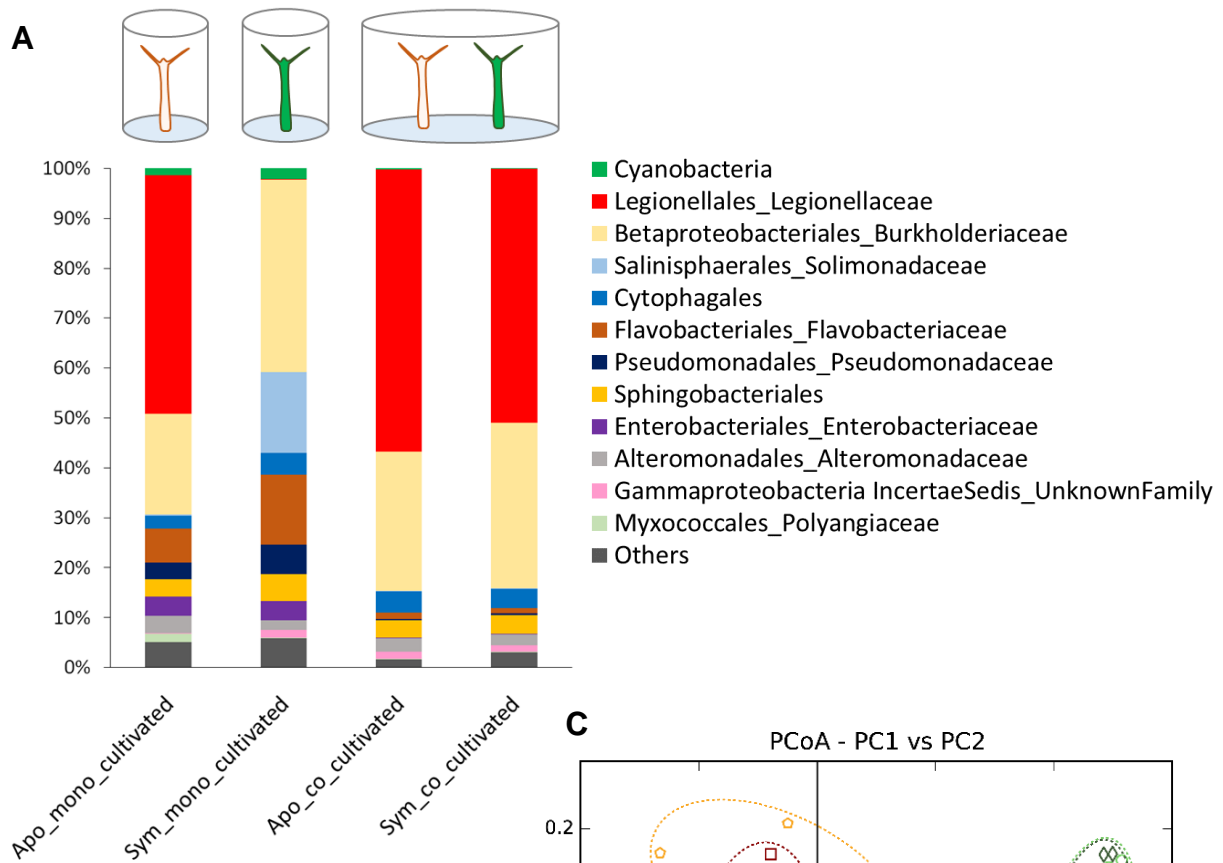 A
100%
90%
80%
70%
60%
50%
40%
30%
20%
10%
0%
Cyanobacteria
Legionellales_Legionellaceae
Betaproteobacteriales_Burkholderiaceae
Salinisphaerales_Solimonadaceae
Cytophagales
Flavobacteriales_Flavobacteriaceae
Pseudomonadales_Pseudomonadaceae
Sphingobacteriales
Enterobacteriales_Enterobacteriaceae
Alteromonadales_Alteromonadaceae
Gammaproteobacteria IncertaeSedis_UnknownFamily
Myxococcales_Polyangiaceae
Others
Apo_mono_cultivated
Sym_mono_cultivated
Apo_co_cultivated
Sym_co_cultivated
C
PCoA - PC1 vs PC2
0.2